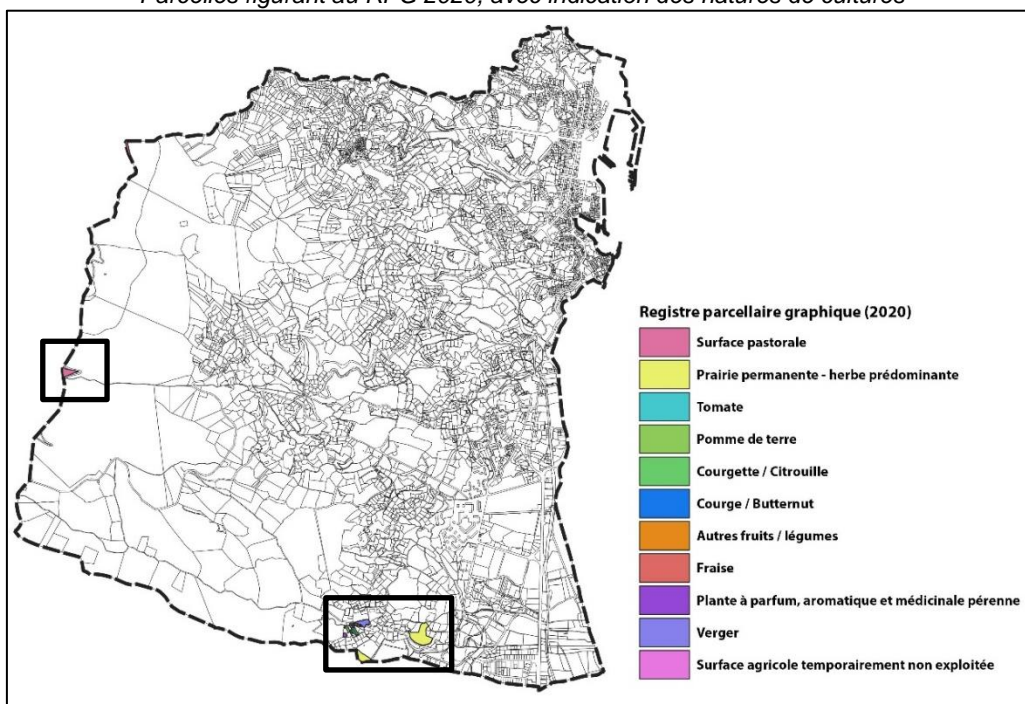 Parcelles figurant au RPG 2020, avec indication des natures de cultures
Registre parcellaire graphique (2020)
Surface pastorale
Prairie permanente - herbe prédominante
Tomate
Pomme de terre
Courgette / Citrouille
Courge / Butternut
Autres fruits / légumes
Fraise
Plante à parfum, aromatique et médicinale pérenne
Verger
Surface agricole temporairement non exploitée